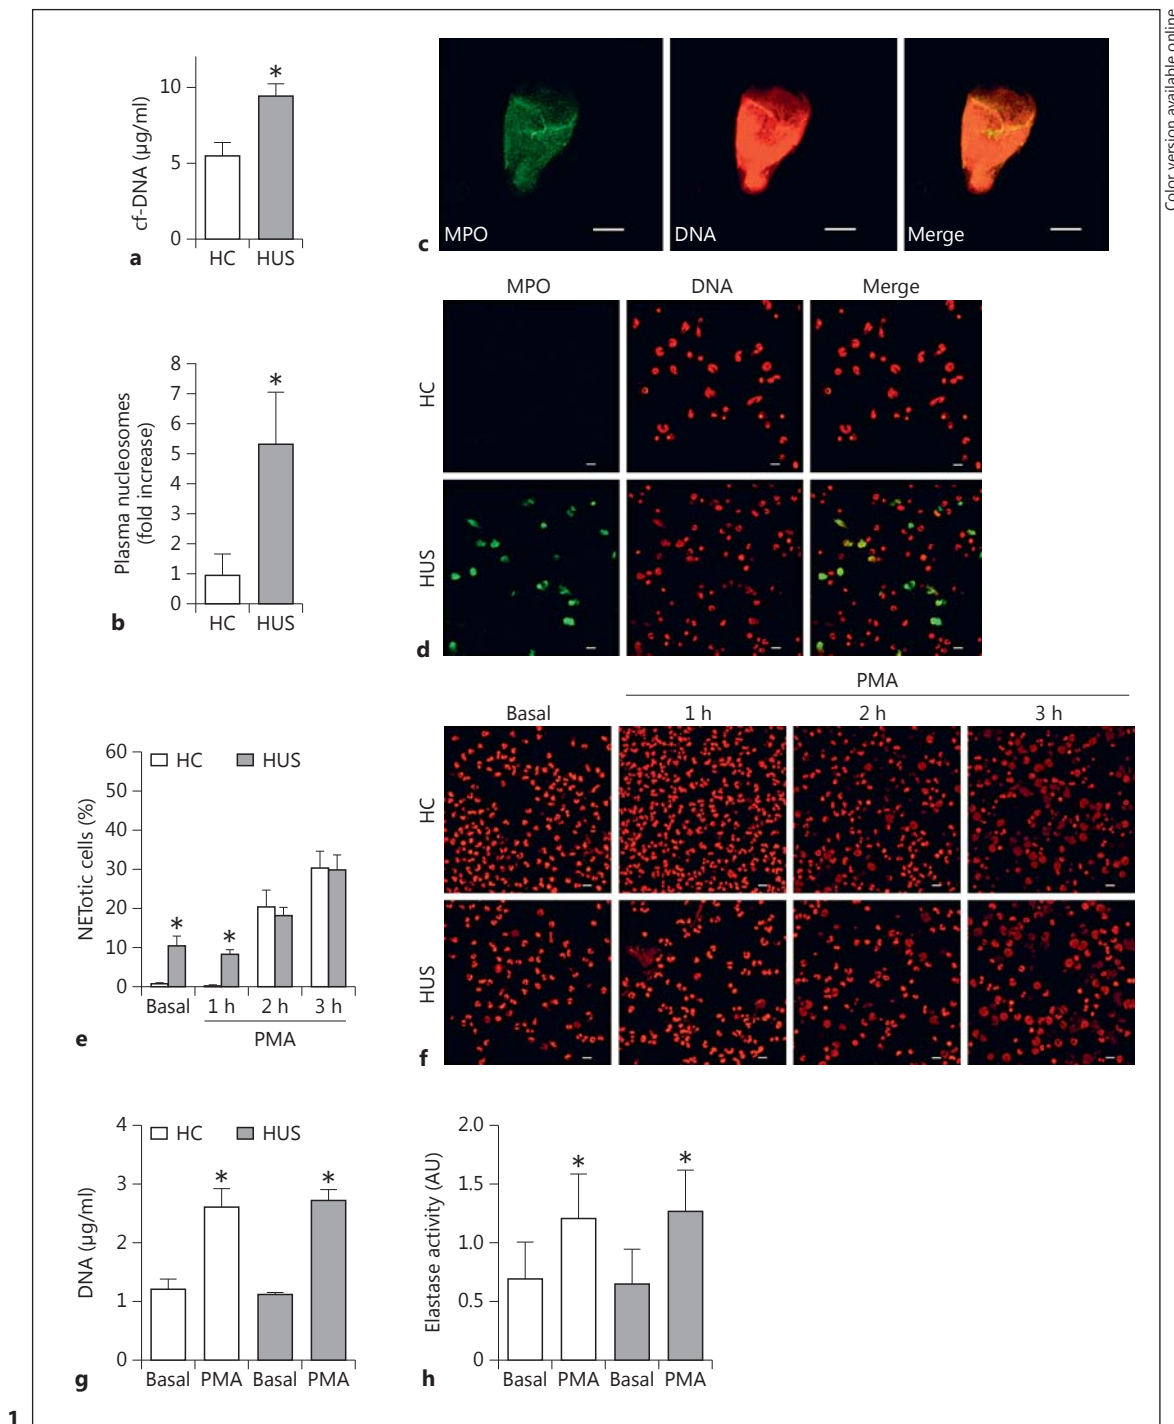 Color version available online
cf-DNA (µg/ml)
10
5
0
*
HC HUS
a
MPO
DNA
Merge
c
Plasma nucleosomes
(fold increase)
8
7
6
5
4
3
2
1
0
*
HC HUS
b
MPO DNA Merge
HC
HUS
d
NETotic cells (%)
60
50
40
30
20
10
0
HC HUS
* *
Basal 1 h 2 h 3 h
PMA
e
PMA
Basal 1 h 2 h 3 h
HC
HUS
f
DNA (µg/ml)
4
3
2
1
0
HC HUS
* *
Basal PMA Basal PMA
g
Elastase activity (AU)
2.0
1.5
1.0
0.5
0
* *
Basal PMA Basal PMA
h
1